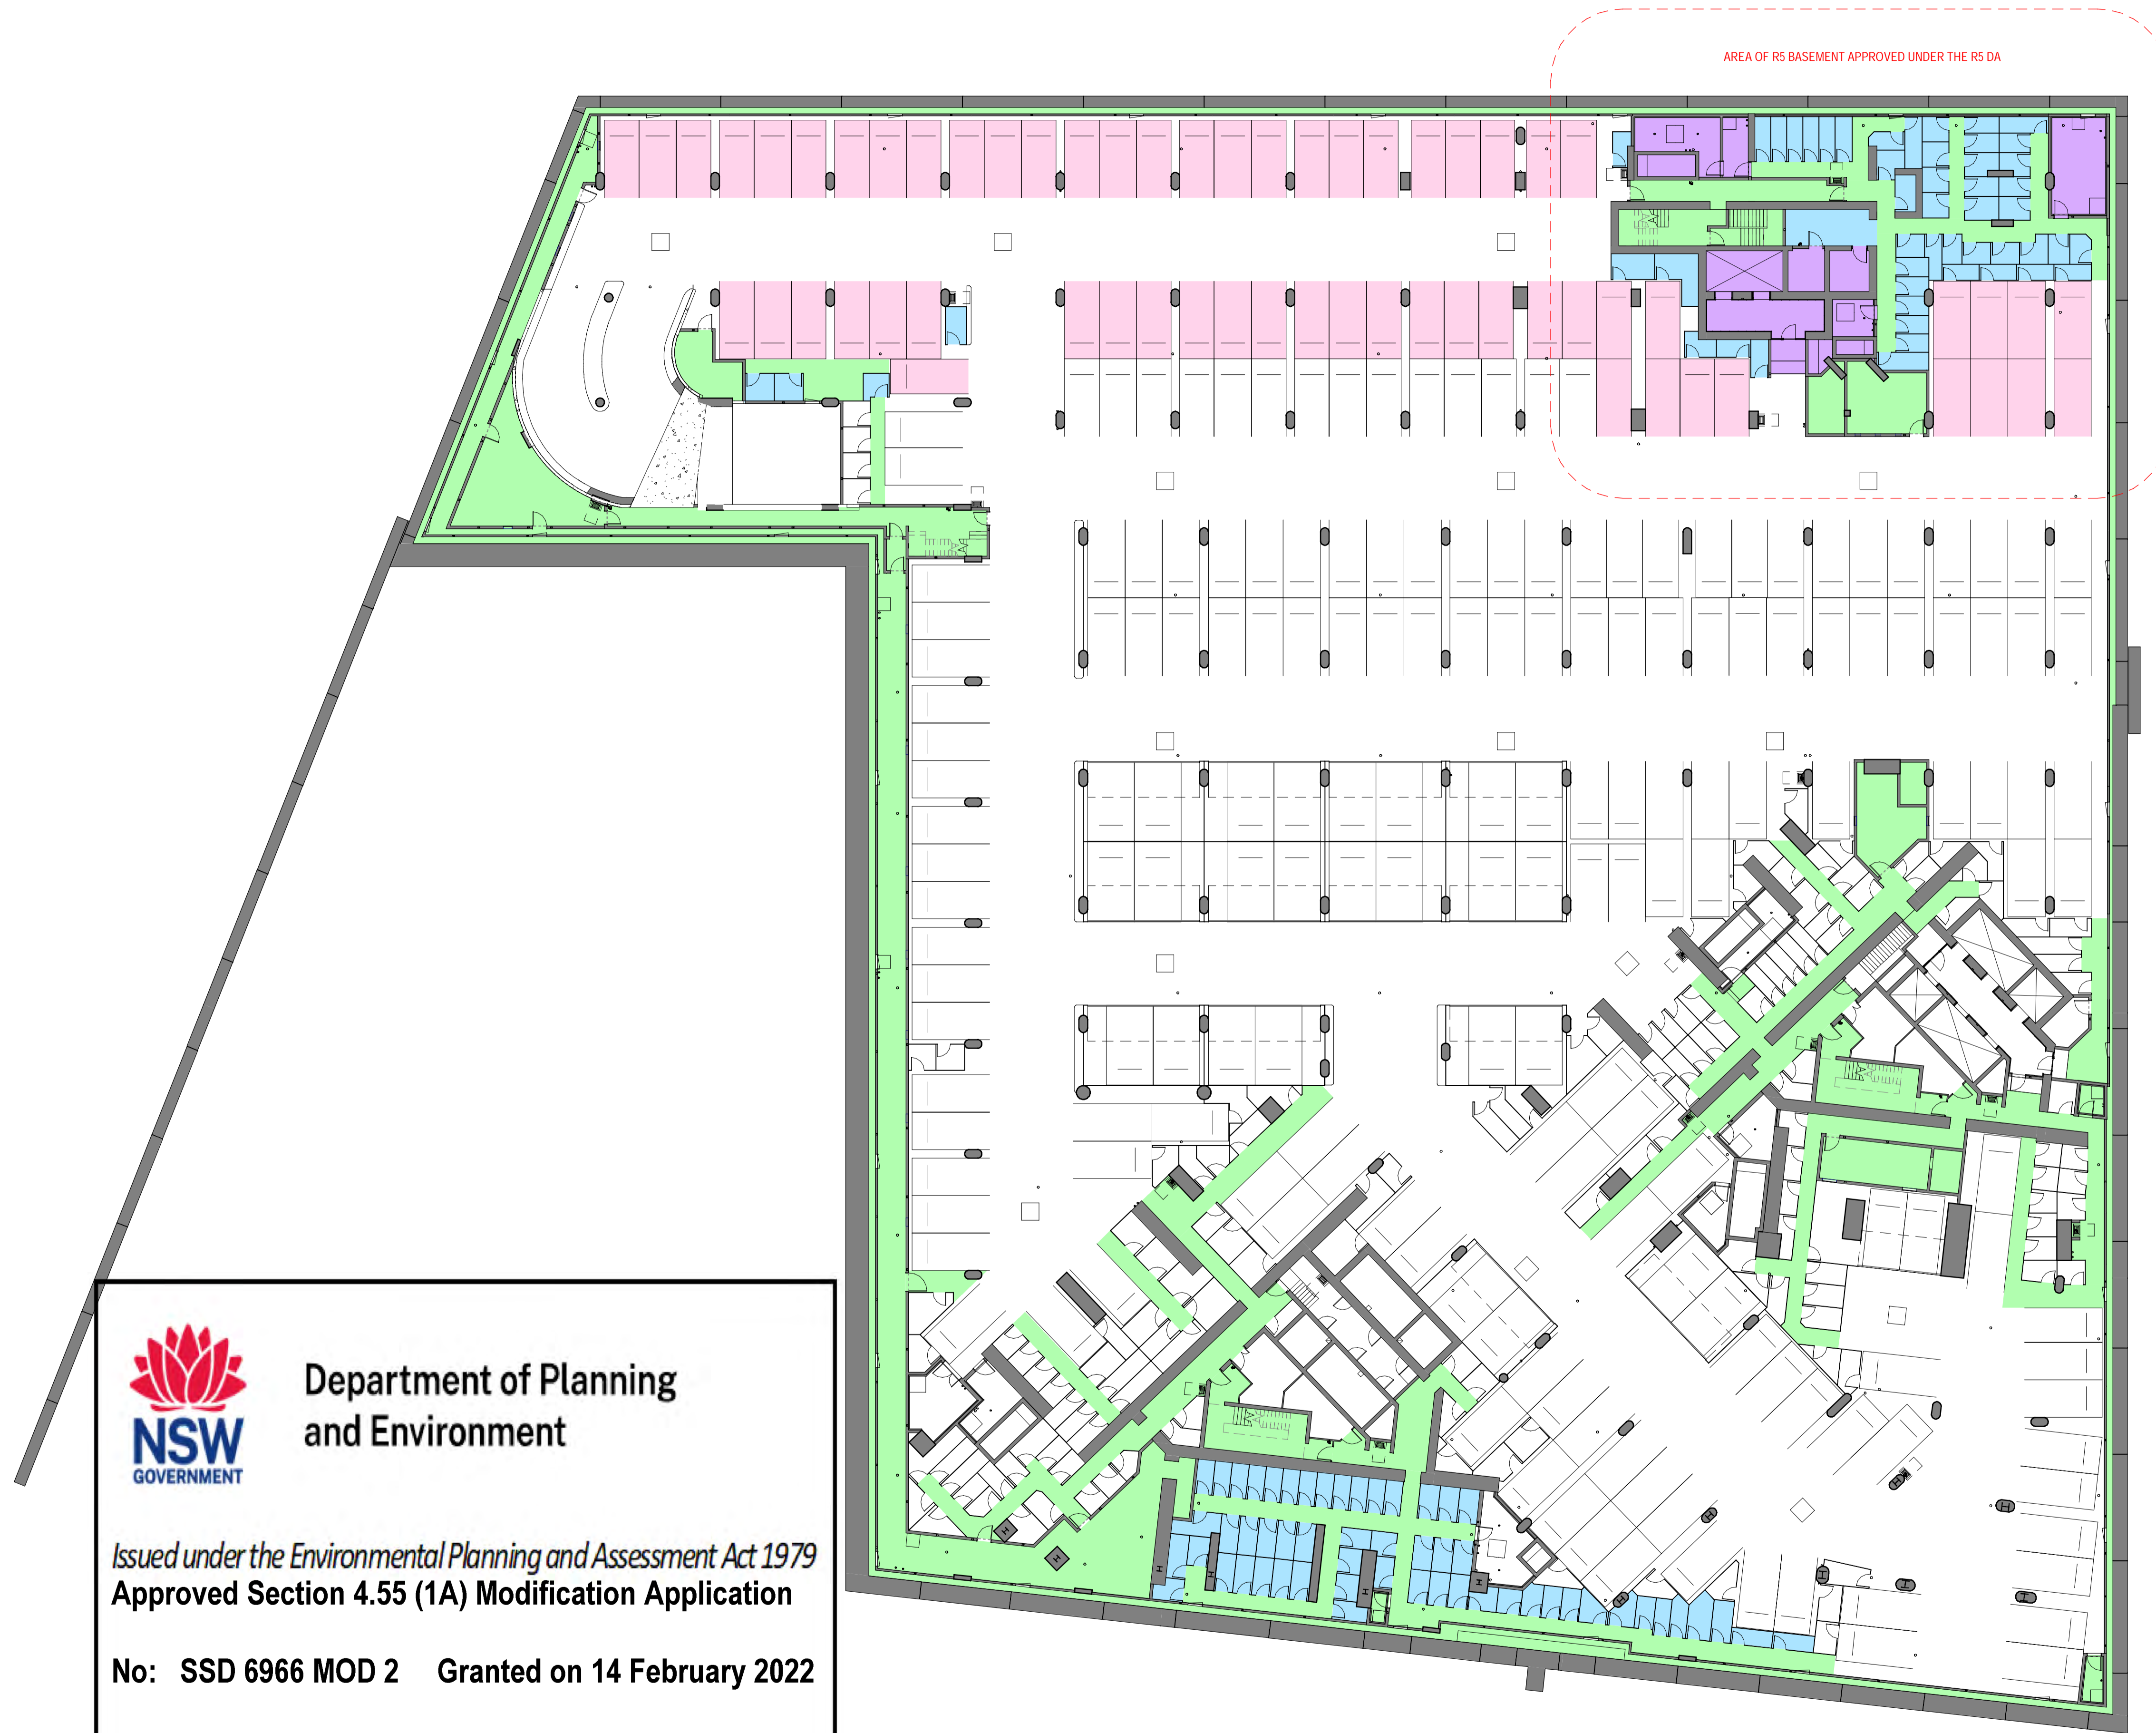 AREA OF R5 BASEMENT APPROVED UNDER THE R5 DA
NSW
GOVERNMENT
Department of Planning
and Environment
Issued under the Environmental Planning and Assessment Act 1979
Approved Section 4.55 (1A) Modification Application
No: SSD 6966 MOD 2 Granted on 14 February 2022